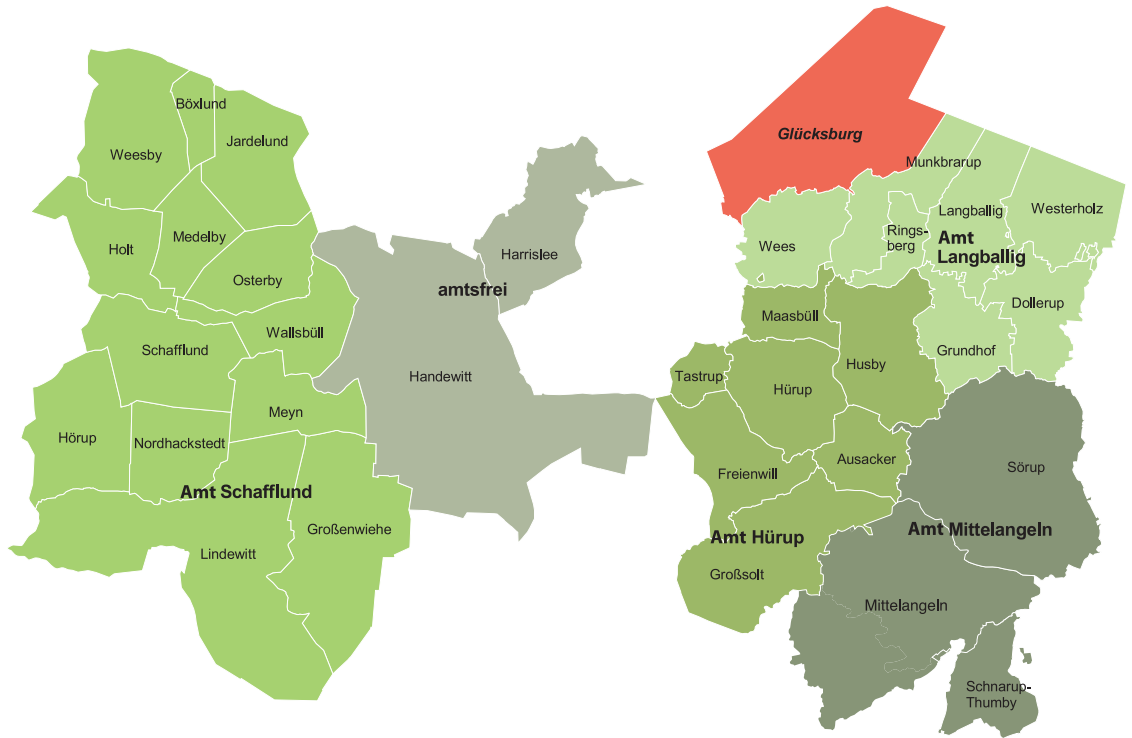 Böxlund
Weesby
Jardelund
Medelby
Holt
Osterby
Wallsbüll
Schafflund
Meyn
Hörup
Nordhackstedt
Amt Schafflund
Großenwiehe
Lindewitt
Harrislee
amtsfrei
Handewitt
Glücksburg
Munkbrarup
Langballig
Westerholz
Rings-
berg
Wees
Amt
Langballig
Dollerup
Grundhof
Maasbüll
Husby
Tastrup
Hürup
Ausacker
Freienwill
Amt Hürup
Großsolt
Sörup
Amt Mittelangeln
Mittelangeln
Schnarup-
Thumby